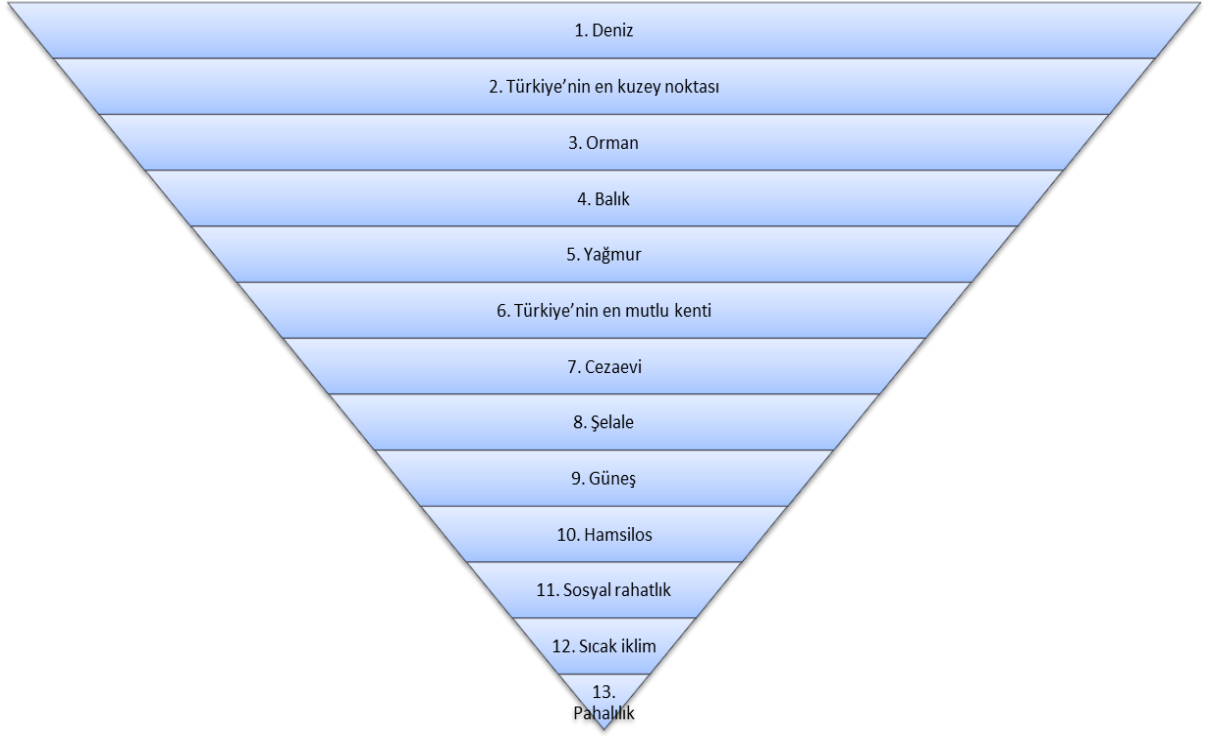 1. Deniz
2. Türkiye’nin en kuzey noktası
3. Orman
4. Balık
5. Yağmur
6. Türkiye’nin en mutlu kenti
7. Cezaevi
8. Şelale
9. Güneş
10. Hamsilos
11. Sosyal rahatlık
12. Sıcak iklim
13.
Pahalılık